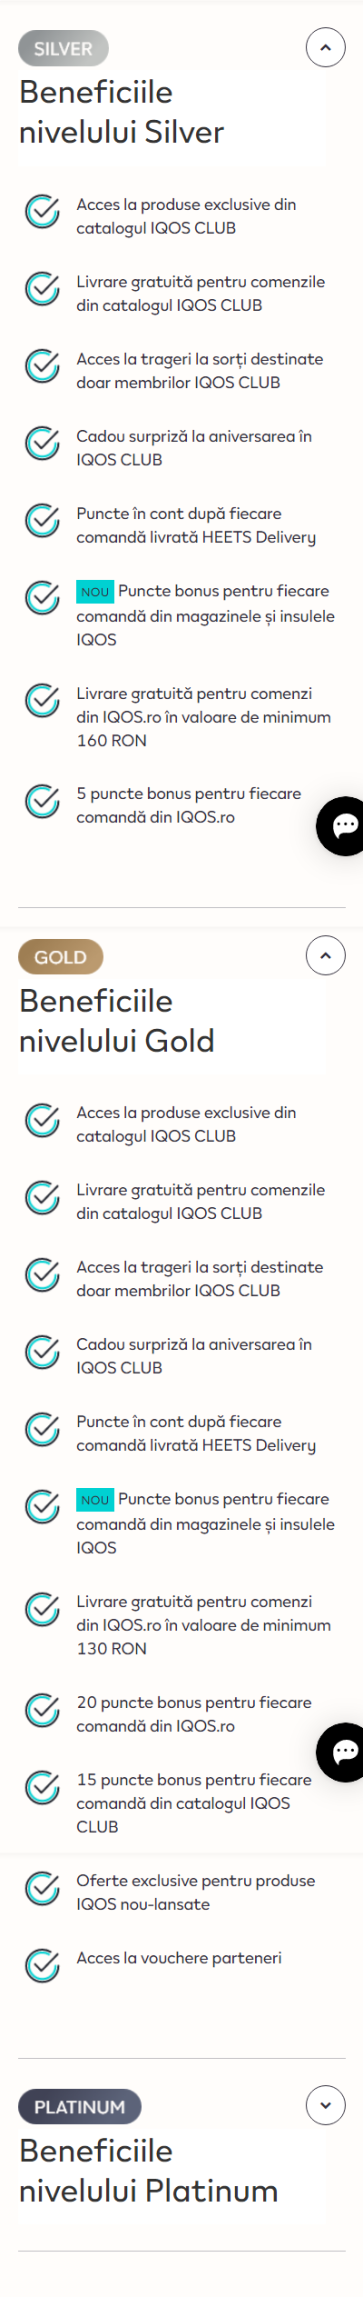 SILVER
Beneficiile
nivelului Silver
Acces la produse exclusive din
catalogul IQOS CLUB
Livrare gratuită pentru comenzile
din catalogul IQOS CLUB
Acces la trageri la sorți destinate
doar membrilor IQOS CLUB
Cadou surpriză la aniversarea în
IQOS CLUB
Puncte în cont după fiecare
comandă livrată HEETS Delivery
NOU Puncte bonus pentru fiecare
comandă din magazinele și insulele
IQOS
Livrare gratuită pentru comenzi
din IQOS.ro în valoare de minimum
160 RON
5 puncte bonus pentru fiecare
comandă din IQOS.ro
GOLD
Beneficiile
nivelului Gold
Acces la produse exclusive din
catalogul IQOS CLUB
Livrare gratuită pentru comenzile
din catalogul IQOS CLUB
Acces la trageri la sorți destinate
doar membrilor IQOS CLUB
Cadou surpriză la aniversarea în
IQOS CLUB
Puncte în cont după fiecare
comandă livrată HEETS Delivery
NOU Puncte bonus pentru fiecare
comandă din magazinele și insulele
IQOS
Livrare gratuită pentru comenzi
din IQOS.ro în valoare de minimum
130 RON
20 puncte bonus pentru fiecare
comandă din IQOS.ro
15 puncte bonus pentru fiecare
comandă din catalogul IQOS
CLUB
Oferte exclusive pentru produse
IQOS nou-lansate
Acces la vouchere parteneri
PLATINUM
Beneficiile
nivelului Platinum